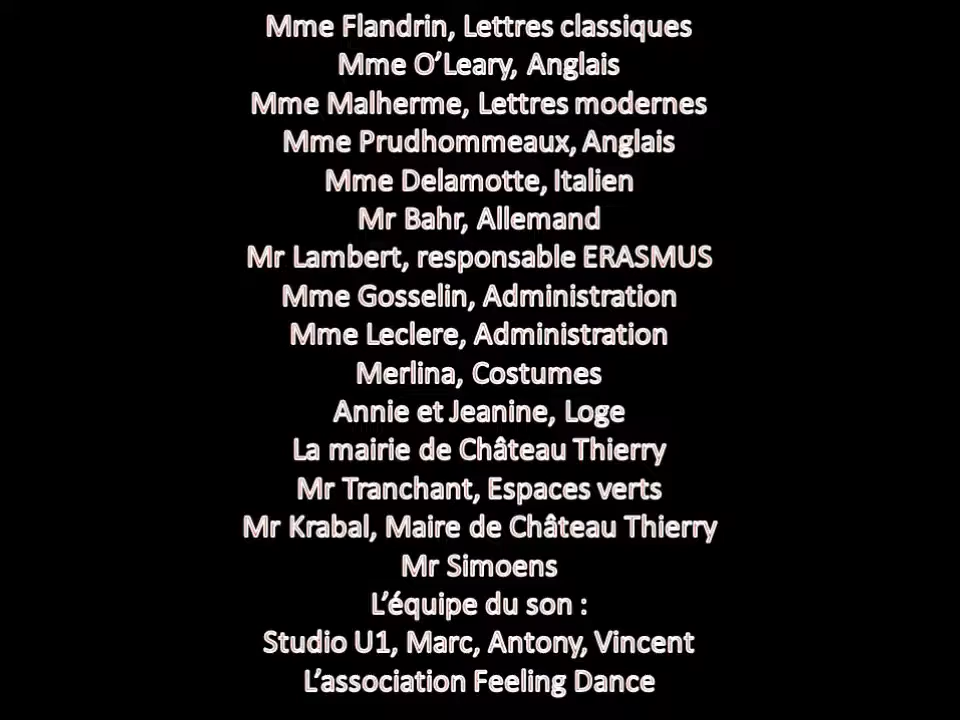 Mme Flandrin, Lettres classiques
Mme O’Leary, Anglais
Mme Malherme, Lettres modernes
Mme Prudhommeaux, Anglais
Mme Delamotte, Italien
Mr Bahr, Allemand
Mr Lambert, responsable ERASMUS
Mme Gosselin, Administration
Mme Leclere, Administration
Merlina, Costumes
Annie et Jeanine, Loge
La mairie de Château Thierry
Mr Tranchant, Espaces verts
Mr Krabal, Maire de Château Thierry
Mr Simoens
L’équipe du son :
Studio U1, Marc, Antony, Vincent
L’association Feeling Dance